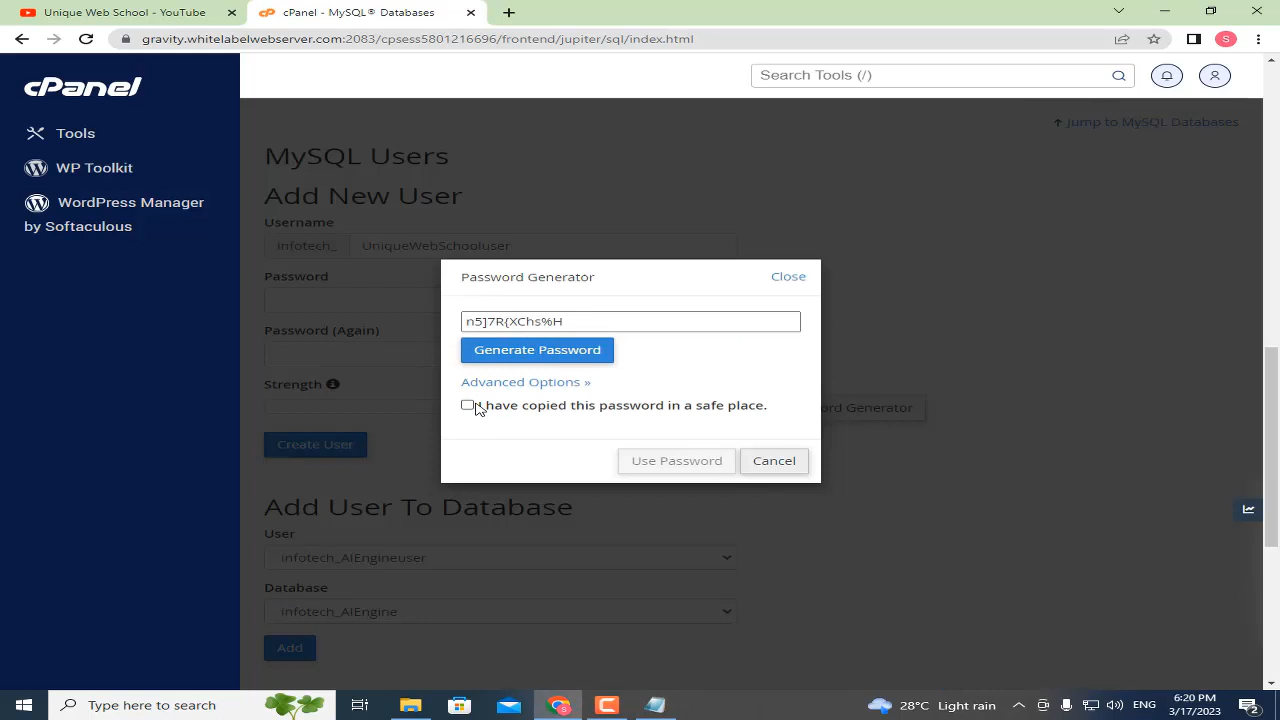 Unique Web School - YouTube
cPanel - MySQL® Databases
gravity.whitelabelwebserver.com:2083/cpsess5801216696/frontend/jupiter/sql/index.html
S
cPanel
Search Tools (/)
Tools
WP Toolkit
WordPress Manager
by Softaculous
Jump to MySQL Databases
MySQL Users
Add New User
Username
infotech_
UniqueWebSchooluser
Password
Password (Again)
Strength
Create User
Password Generator
Close
n5]7R{XChs%H
Generate Password
Advanced Options »
I have copied this password in a safe place.
Use Password
Cancel
Generator
Add User To Database
User
infotech_AIEngineuser
Database
infotech_AIEngine
Add
Type here to search
28°C Light rain
6:20 PM
3/17/2023
2